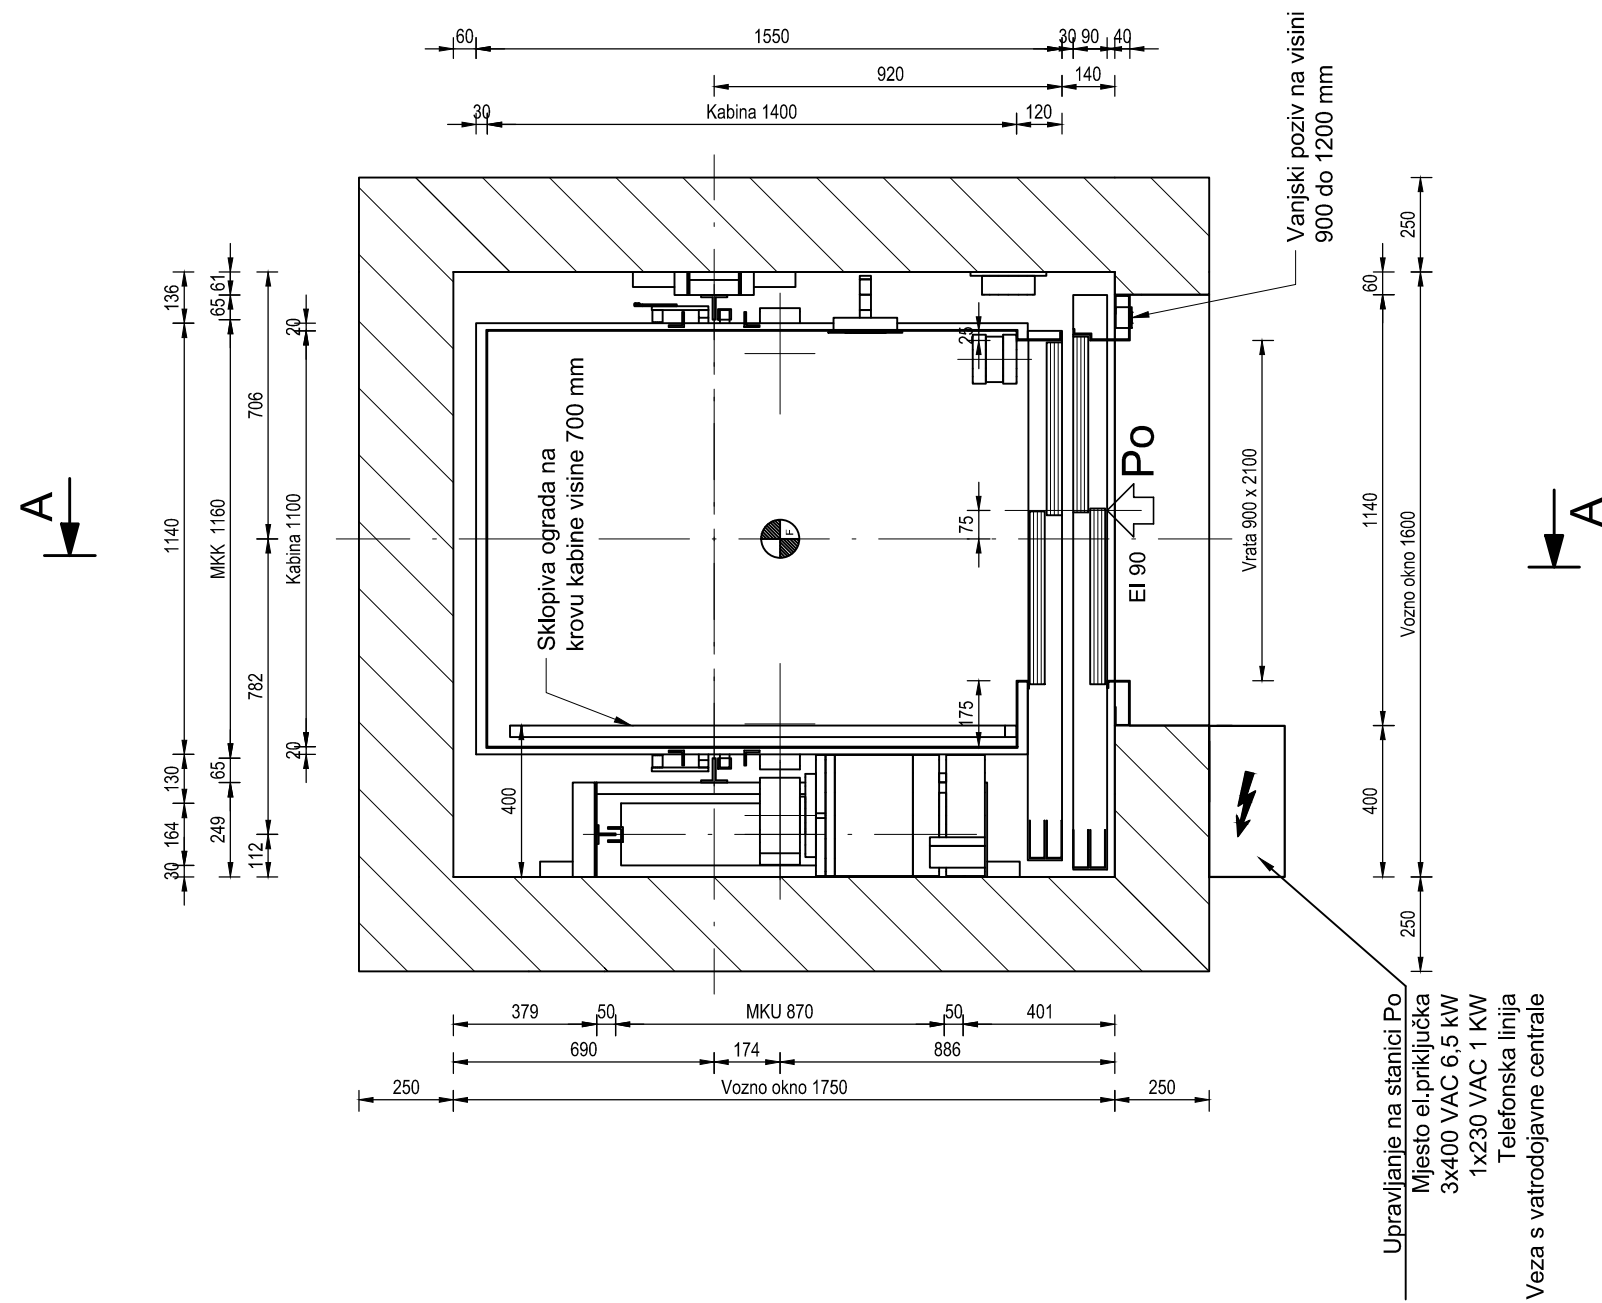 60
1550
30
90
40
920
140
30
Kabina 1400
120
Vanjski poziv na visini
900 do 1200 mm
A
136
1140
130
164
30
61
65
MKK 1160
65
249
706
782
112
20
Kabina 1100
20
Sklopiva ograda na
krovu kabine visine 700 mm
F
25
75
175
400
Po
EI 90
Vrata 900 x 2100
60
1140
400
250
Vozno okno 1600
250
A
379
50
MKU 870
50
401
690
174
886
250
Vozno okno 1750
250
Upravljanje na stanici Po
Mjesto el.priključka
3x400 VAC 6,5 kW
1x230 VAC 1 KW
Telefonska linija
Veza s vatrodojavne centrale